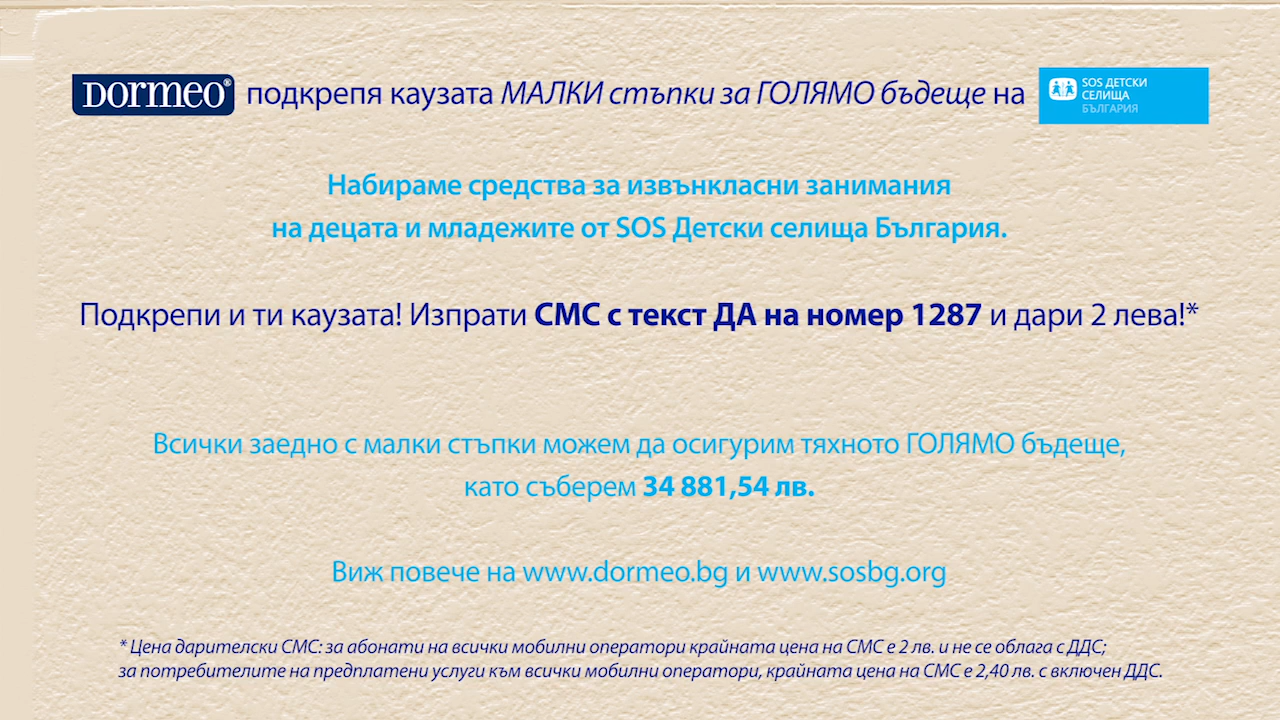 DORMEO® подкрепя каузата МАЛКИ стъпки за ГОЛЯМО бъдеще на SOS ДЕТСКИ
СЕЛИЩА
БЪЛГАРИЯ
Набираме средства за извънкласни занимания
на децата и младежите от SOS Детски селища България.
Подкрепи и ти каузата! Изпрати СМС с текст ДА на номер 1287 и дари 2 лева!*
Всички заедно с малки стъпки можем да осигурим тяхното ГОЛЯМО бъдеще,
като съберем 34 881,54 лв.
Виж повече на www.dormeo.bg и www.sosbg.org
* Цена дарителски СМС: за абонати на всички мобилни оператори крайната цена на СМС е 2 лв. и не се облага с ДДС;
за потребителите на предплатени услуги към всички мобилни оператори, крайната цена на СМС е 2,40 лв. с включен ДДС.